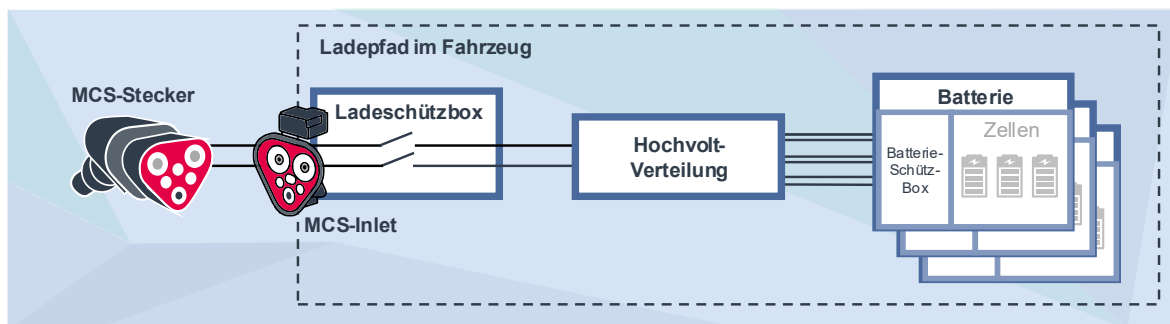 Ladepfad im Fahrzeug
MCS-Stecker
Ladeschützbox
MCS-Inlet
Hochvolt-
Verteilung
Batterie
Batterie-
Schütz-
Box
Zellen